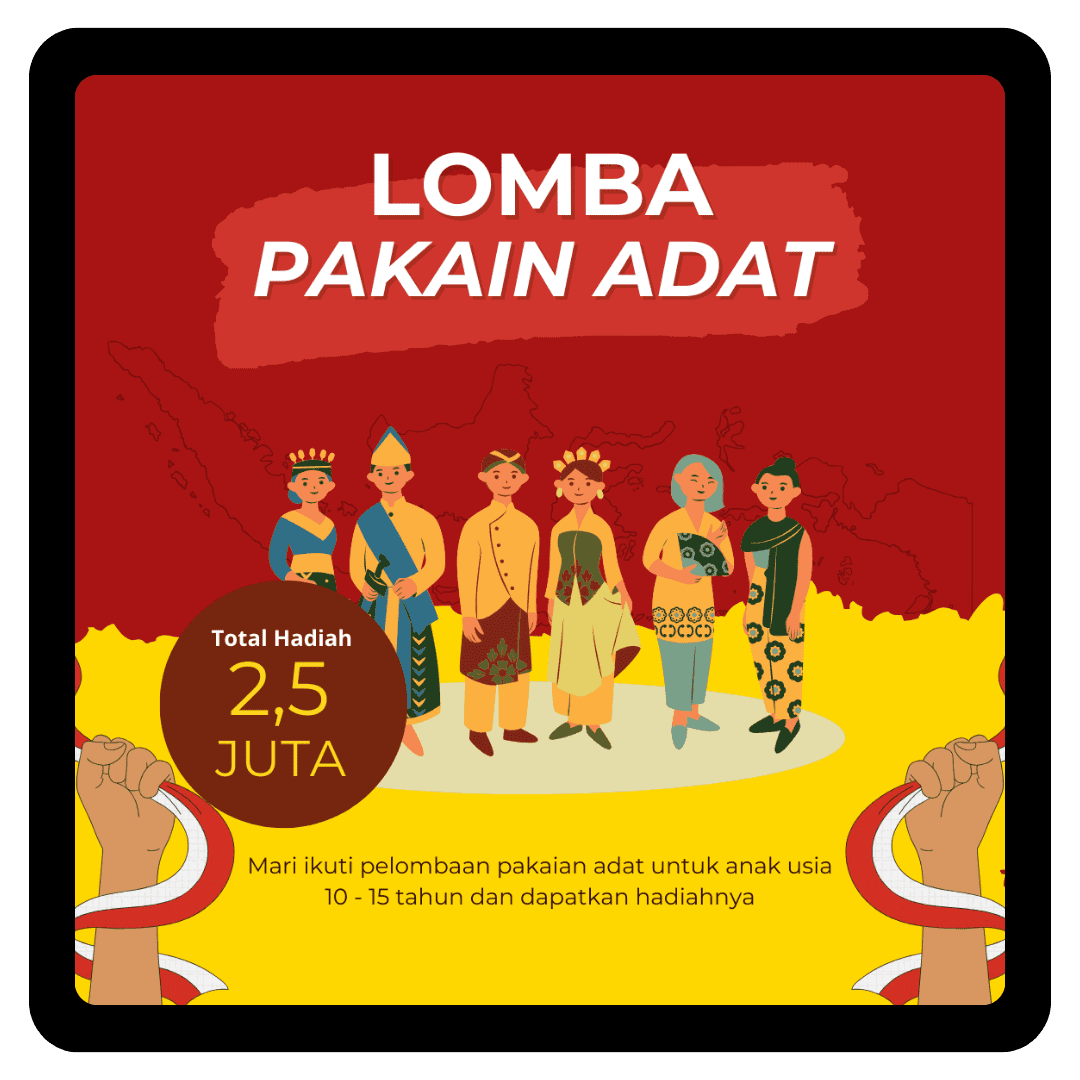 LOMBA
PAKAIN ADAT
Total Hadiah
2,5
JUTA
Mari ikuti pelombaan pakaian adat untuk anak usia
10 - 15 tahun dan dapatkan hadiahnya